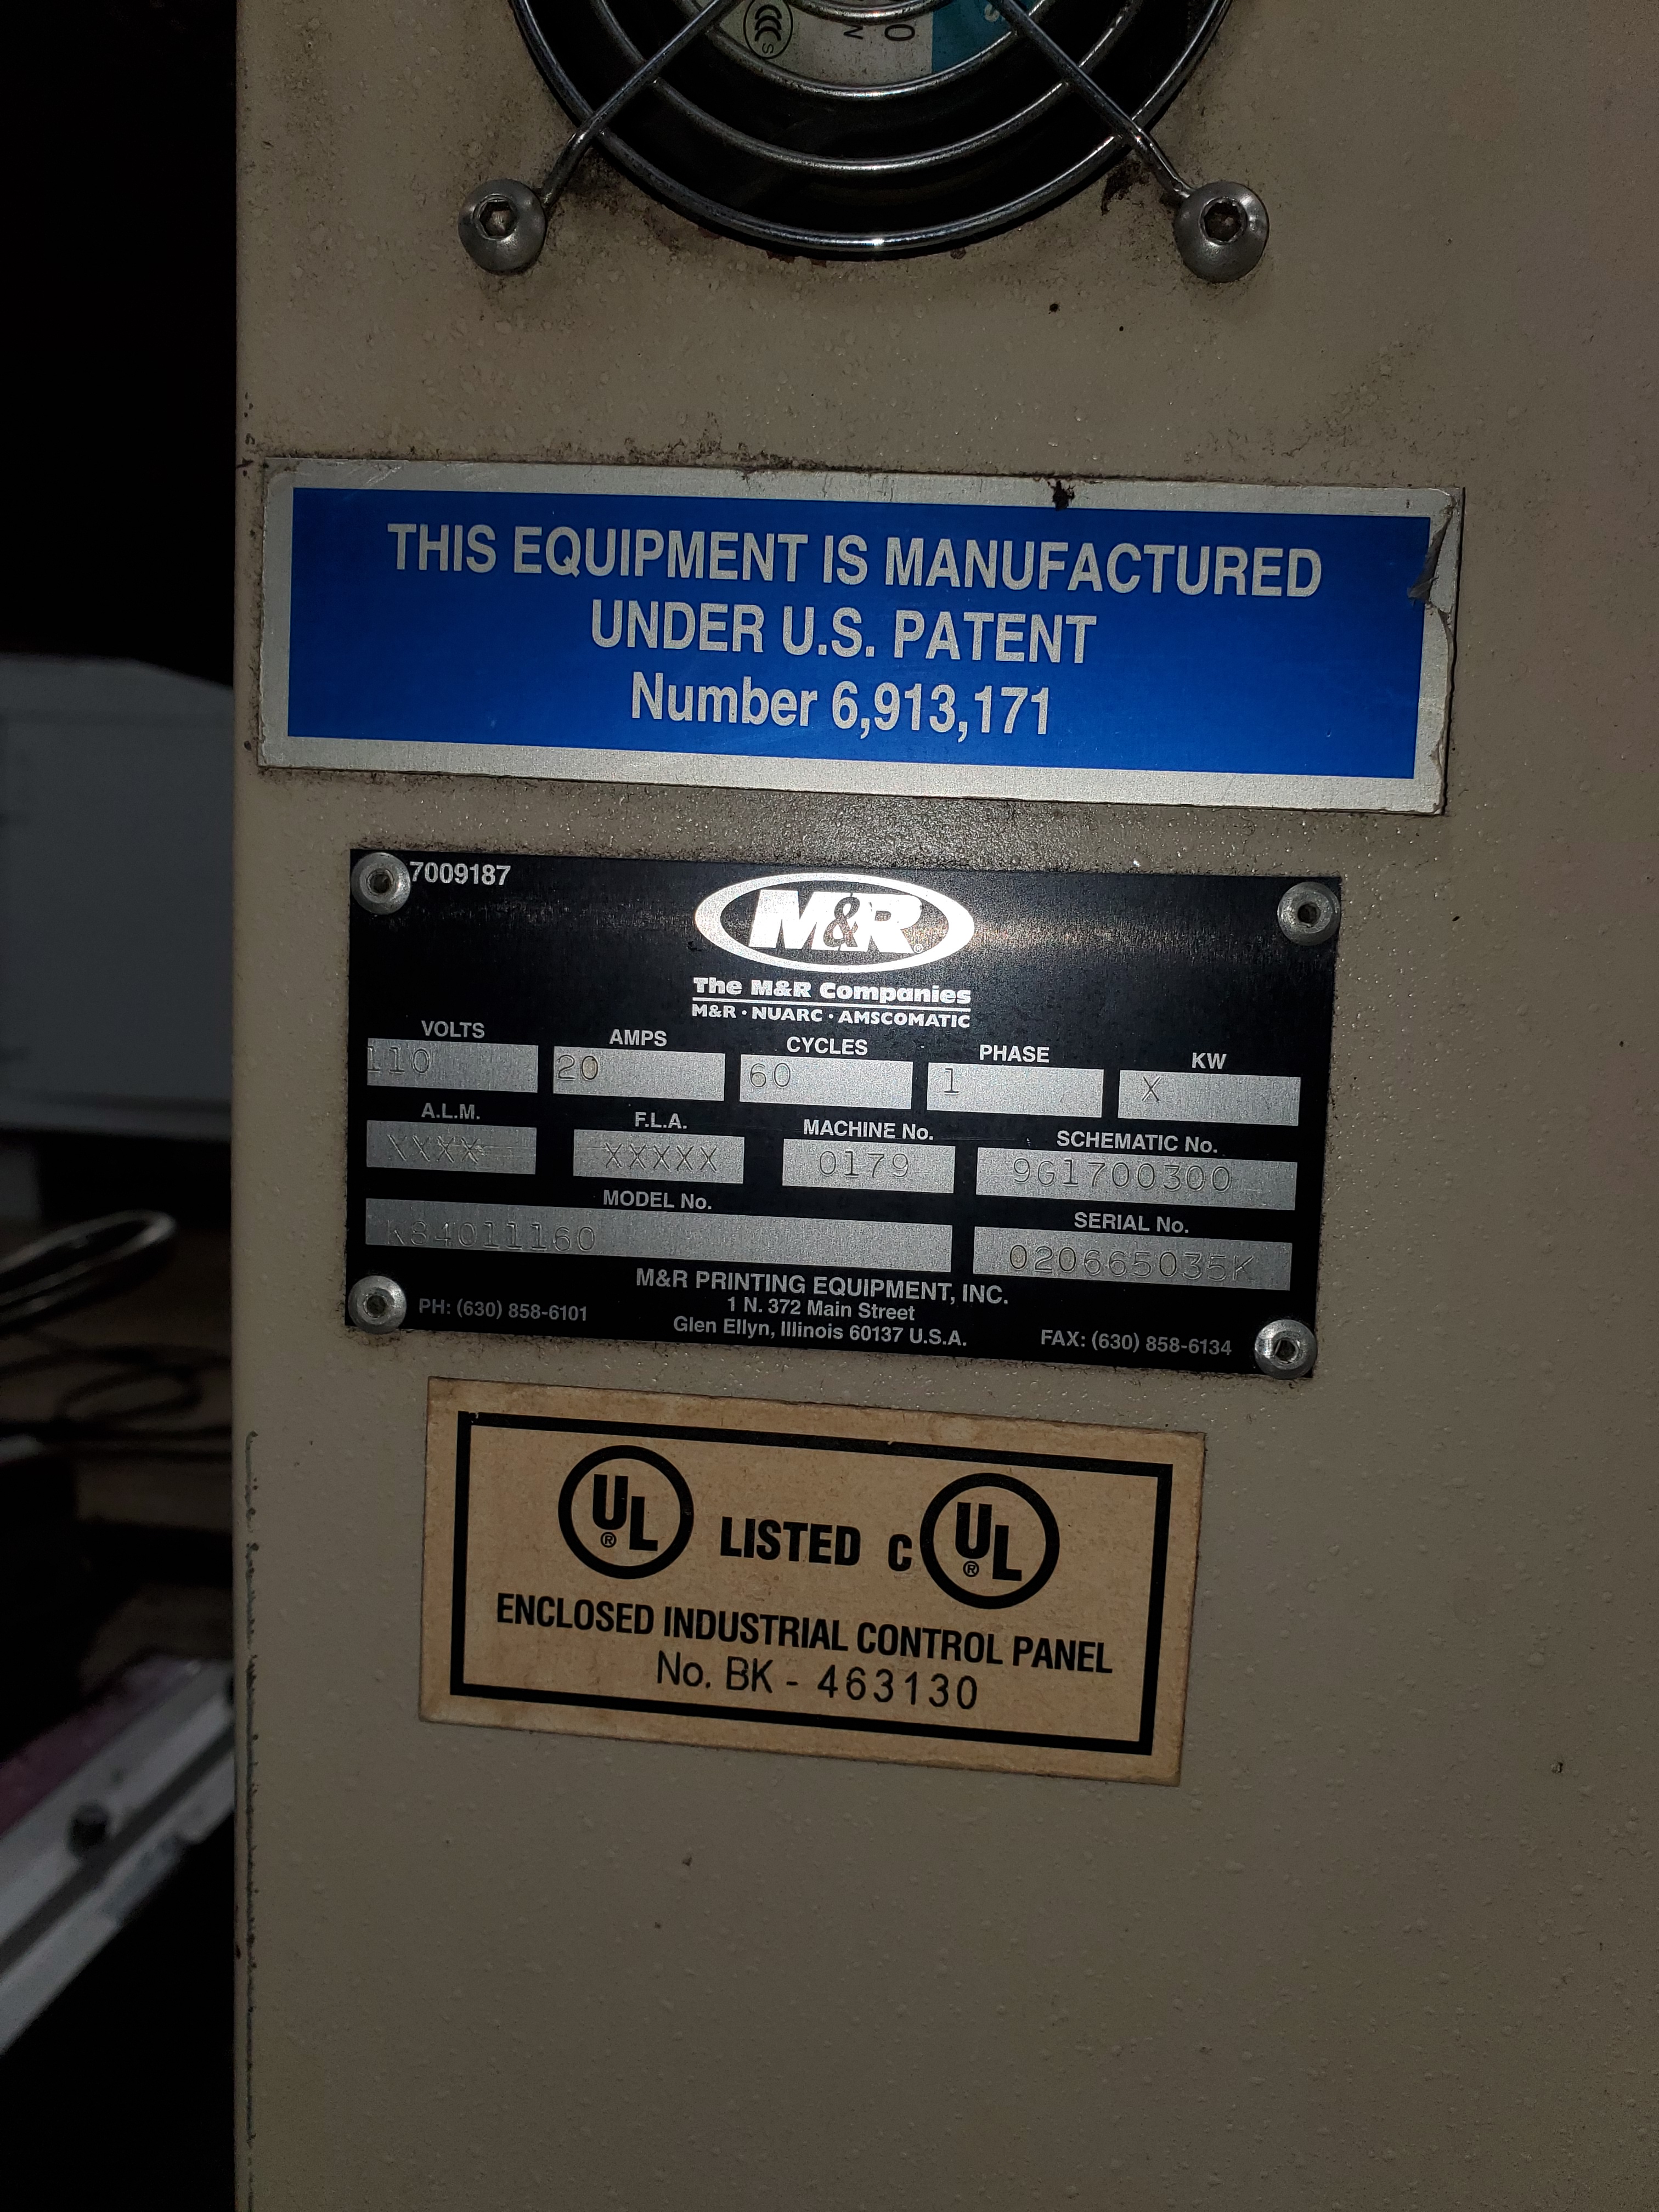 THIS EQUIPMENT IS MANUFACTURED
UNDER U.S. PATENT
Number 6,913,171
7009187
M&R®
The M&R Companies
M&R · NUARC · AMSCOMATIC
VOLTS AMPS CYCLES PHASE KW
110 20 60 1 X
A.L.M. F.L.A. MACHINE No. SCHEMATIC No.
XXXX XXXXX 0179 9G1700300
MODEL No. SERIAL No.
K84011160 020665035K
M&R PRINTING EQUIPMENT, INC.
1 N. 372 Main Street
PH: (630) 858-6101 Glen Ellyn, Illinois 60137 U.S.A. FAX: (630) 858-6134
UL® LISTED C UL®
ENCLOSED INDUSTRIAL CONTROL PANEL
No. BK - 463130